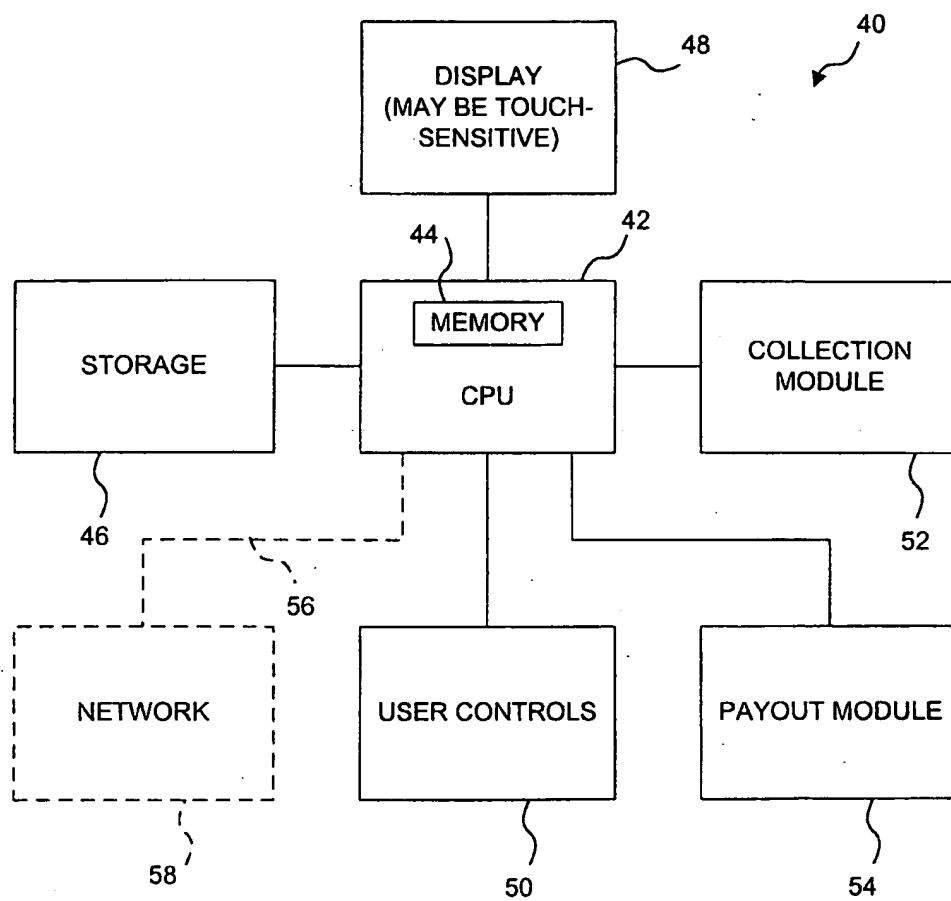 40
48
DISPLAY
(MAY BE TOUCH-
SENSITIVE)
44
42
MEMORY
CPU
STORAGE
COLLECTION
MODULE
46
52
56
NETWORK
USER CONTROLS
PAYOUT MODULE
58
50
54